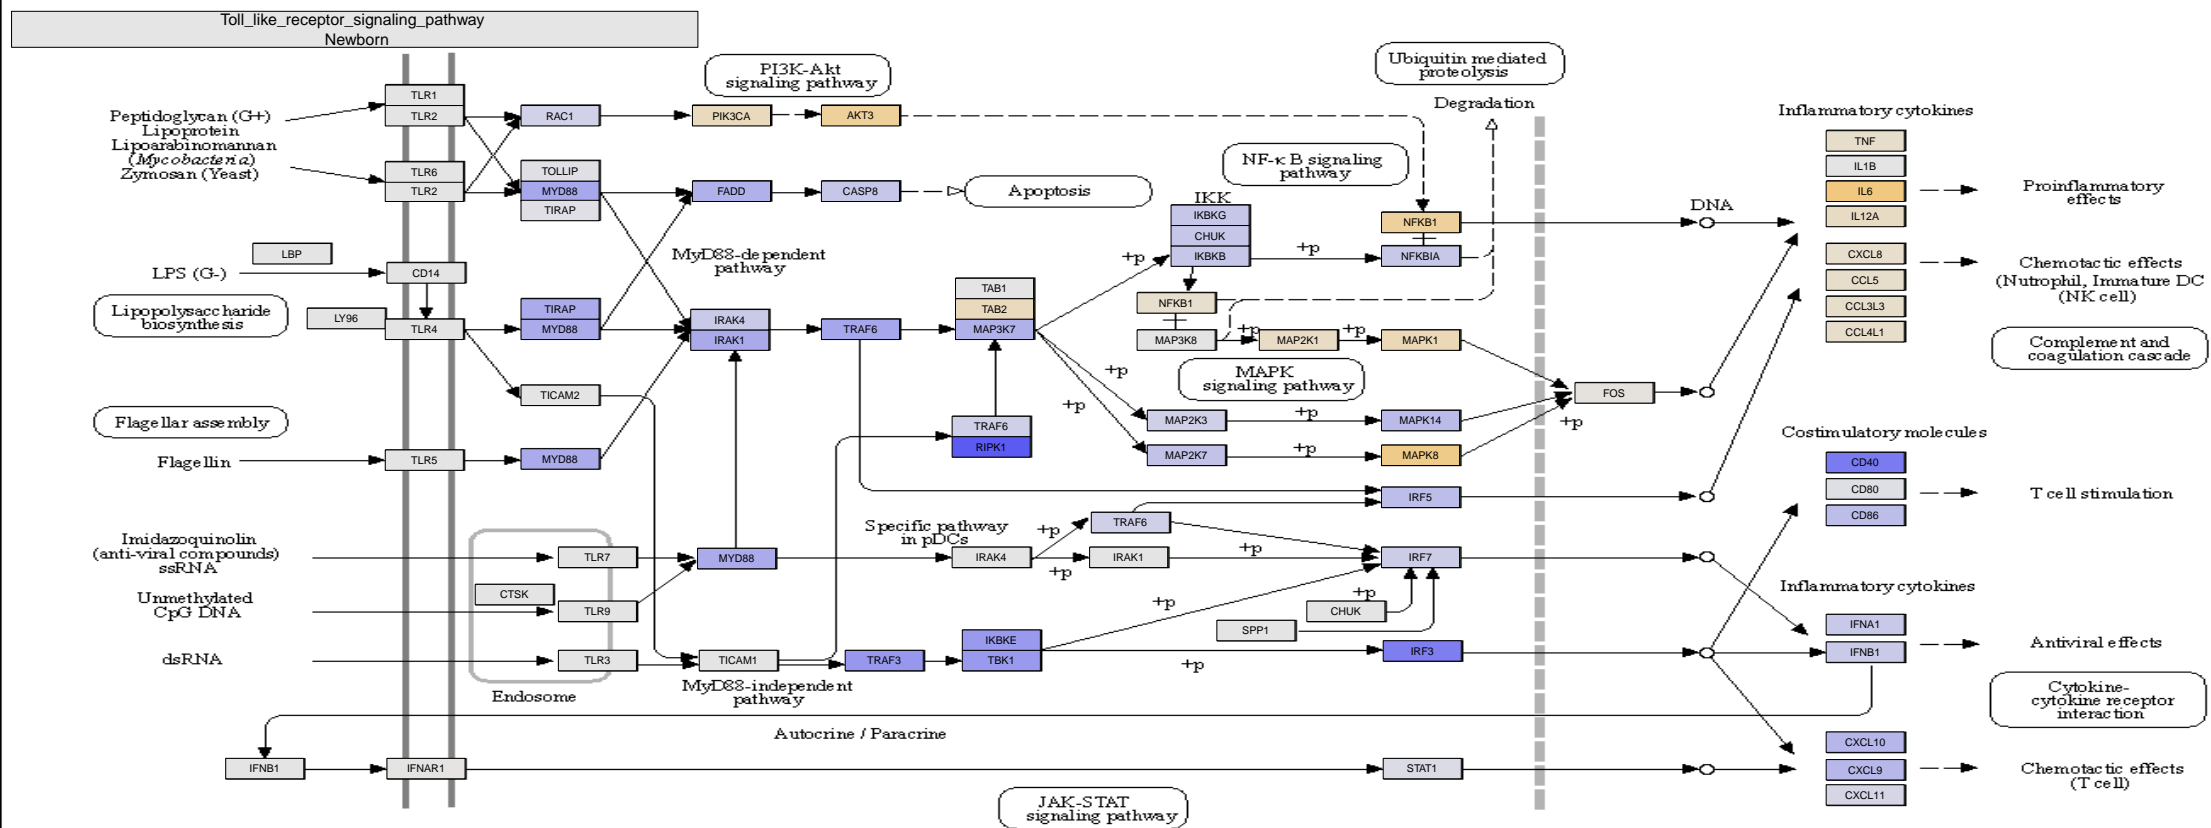 Toll_like_receptor_signaling_pathway
Newborn
PI3K-Akt
signaling pathway
Ubiquitin mediated
proteolysis
Degradation
Peptidoglycan (G+)
Lipoprotein
Lipoarabinomannan
(Mycobacteria)
Zymosan (Yeast)
TLR1
TLR2
RAC1
PIK3CA
AKT3
TLR6
TLR2
TOLLIP
MYD88
TIRAP
FADD
CASP8
Apoptosis
NF-κ B signaling
pathway
IKK
IKBKG
CHUK
IKBKB
+p
+p
NFKB1
NFKBIA
DNA
Inflammatory cytokines
TNF
IL1B
IL6
IL12A
Proinflammatory
effects
CXCL8
CCL5
CCL3L3
CCL4L1
Chemotactic effects
(Nutrophil, Immature DC
(NK cell)
Complement and
coagulation cascade
LBP
LPS (G-)
CD14
Lipopolysaccharide
biosynthesis
LY96
TLR4
TIRAP
MYD88
MyD88-dependent
pathway
IRAK4
IRAK1
TRAF6
TAB1
TAB2
MAP3K7
NFKB1
MAP3K8
+p
MAP2K1
+p
MAPK1
MAPK
signaling pathway
FOS
TICAM2
TRAF6
RIPK1
+p
+p
MAP2K3
+p
MAPK14
MAP2K7
+p
MAPK8
+p
Flagellar assembly
Flagellin
TLR5
MYD88
Costimulatory molecules
CD40
CD80
CD86
T cell stimulation
IRF5
Specific pathway
in pDCs
+p
TRAF6
Imidazoquinolin
(anti-viral compounds)
ssRNA
TLR7
MYD88
IRAK4
+p
IRAK1
+p
IRF7
Unmethylated
CpG DNA
CTSK
TLR9
+p
CHUK
+p
SPP1
Inflammatory cytokines
IFNA1
IFNB1
Antiviral effects
dsRNA
TLR3
Endosome
TICAM1
MyD88-independent
pathway
TRAF3
IKBKE
TBK1
+p
IRF3
Cytokine-
cytokine receptor
interaction
Autocrine / Paracrine
IFNB1
IFNAR1
STAT1
CXCL10
CXCL9
CXCL11
Chemotactic effects
(T cell)
JAK-STAT
signaling pathway